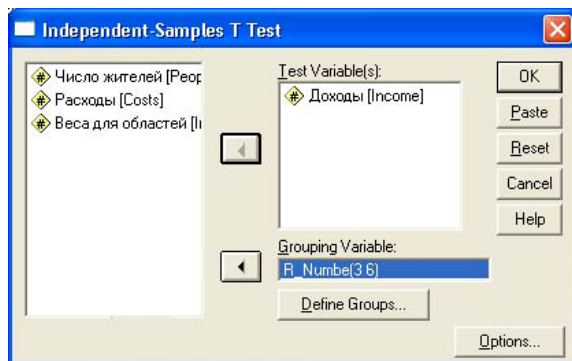 Independent-Samples T Test
Число жителей [Peop
Расходы [Costs]
Веса для областей [I
Test Variable(s):
Доходы [Income]
Grouping Variable:
R_Numbe(3 6)
Define Groups...
OK
Paste
Reset
Cancel
Help
Options...